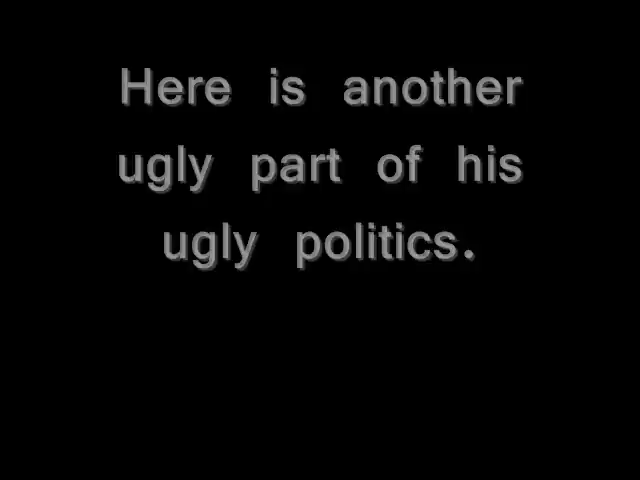 Here is another
ugly part of his
ugly politics.